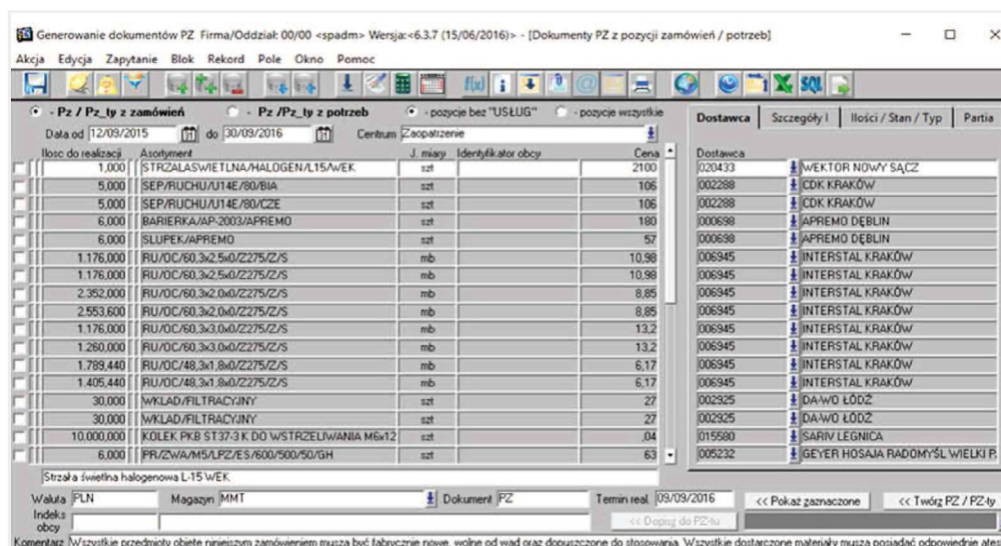 Generowanie dokumentów PZ Firma/Oddział: 00/00 <spadm> Wersja:<6.3.7 (15/06/2016)> - [Dokumenty PZ z pozycji zamówień / potrzeb]
Akcja Edycja Zapytanie Blok Rekord Pole Okno Pomoc
f(x) SQL
- Pz / Pz_ty z zamówień - Pz /Pz_ty z potrzeb - pozycje bez "USŁUG" - pozycje wszystkie
Dostawca Szczegóły I Ilości / Stan / Typ Partia
Data od 12/09/2015 do 30/09/2016 Centrum Zaopatrzenie
Ilosc do realizacji Asortyment J. miary Identyfikator obcy Cena Dostawca
1,000 STRZALASWIETLNA/HALOGEN/L15/WEK szt 2100 020433 WEKTOR NOWY SĄCZ
5,000 SEP/RUCHU/U14E/80/BIA szt 106 002288 CDK KRAKÓW
5,000 SEP/RUCHU/U14E/80/CZE szt 106 002288 CDK KRAKÓW
6,000 BARIERKA/AP-2003/APREMO szt 180 000698 APREMO DĘBLIN
6,000 SLUPEK/APREMO szt 57 000698 APREMO DĘBLIN
1.176,000 RU/OC/60,3x2,5x0/Z275/Z/S mb 10,98 006945 INTERSTAL KRAKÓW
1.176,000 RU/OC/60,3x2,5x0/Z275/Z/S mb 10,98 006945 INTERSTAL KRAKÓW
2.352,000 RU/OC/60,3x2,0x0/Z275/Z/S mb 8,85 006945 INTERSTAL KRAKÓW
2.553,600 RU/OC/60,3x2,0x0/Z275/Z/S mb 8,85 006945 INTERSTAL KRAKÓW
1.176,000 RU/OC/60,3x3,0x0/Z275/Z/S mb 13,2 006945 INTERSTAL KRAKÓW
1.260,000 RU/OC/60,3x3,0x0/Z275/Z/S mb 13,2 006945 INTERSTAL KRAKÓW
1.789,440 RU/OC/48,3x1,8x0/Z275/Z/S mb 6,17 006945 INTERSTAL KRAKÓW
1.405,440 RU/OC/48,3x1,8x0/Z275/Z/S mb 6,17 006945 INTERSTAL KRAKÓW
30,000 WKLAD/FILTRACYJNY szt 27 002925 DA-WO ŁÓDŹ
30,000 WKLAD/FILTRACYJNY szt 27 002925 DA-WO ŁÓDŹ
10.000,000 KOLEK PKB ST37-3 K DO WSTRZELIWANIA M6x12 szt ,04 015580 SARIV LEGNICA
6,000 PR/ZWA/M5/LPZ/ES/600/500/50/GH szt 63 005232 GEYER HOSAJA RADOMYŚL WIELKI P.
Strzała świetlna halogenowa L-15 WEK
Waluta PLN Magazyn MMT Dokument PZ Termin real. 09/09/2016 << Pokaż zaznaczone << Twórz PZ / PZ-ty
Indeks obcy << Dopisz do PZ-tu
Komentarz Wszystkie przedmioty objęte niniejszym zamówieniem muszą być fabrycznie nowe, wolne od wad oraz dopuszczone do stosowania. Wszystkie dostarczone materiały muszą posiadać odpowiednie ates